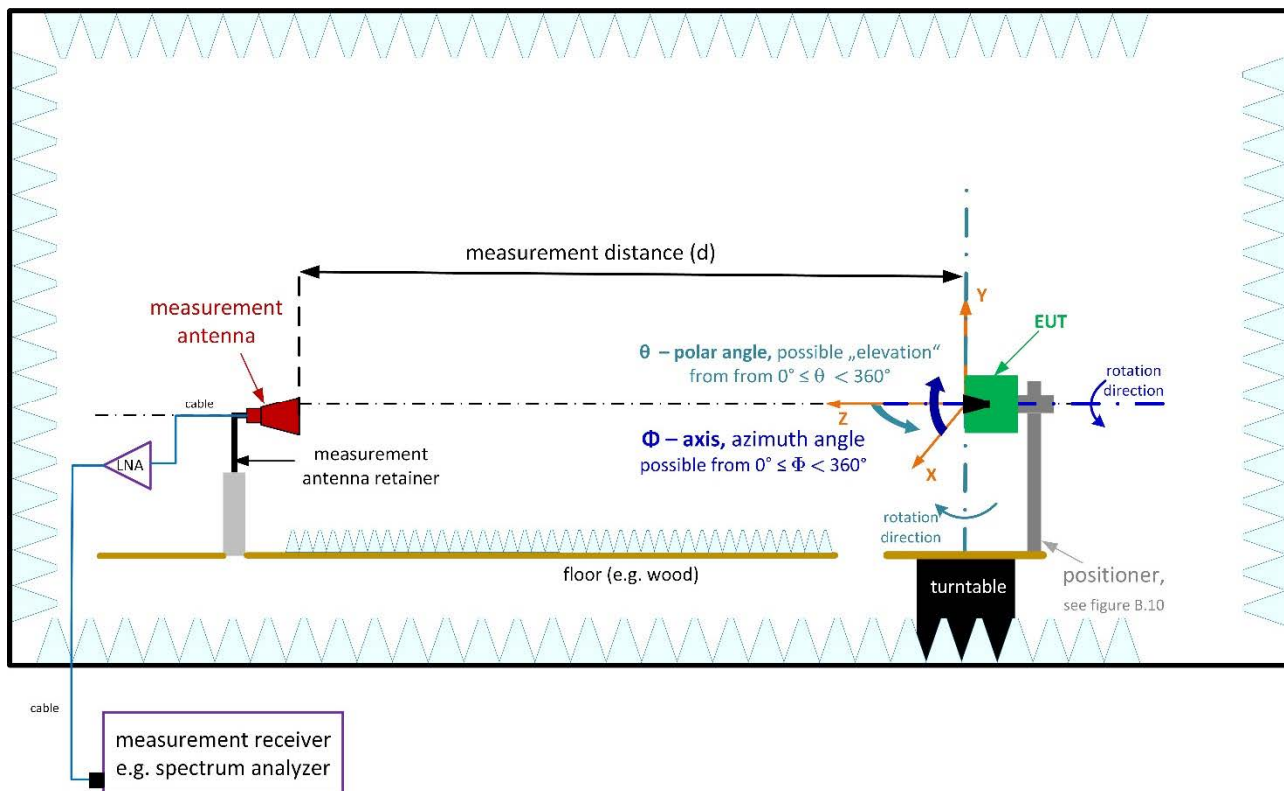 measurement distance (d)
measurement
antenna
Y
EUT
θ – polar angle, possible „elevation“
from from 0° ≤ θ < 360°
rotation
direction
cable
Z
Φ – axis, azimuth angle
possible from 0° ≤ Φ < 360°
X
LNA
measurement
antenna retainer
rotation
direction
floor (e.g. wood)
turntable
positioner,
see figure B.10
cable
measurement receiver
e.g. spectrum analyzer